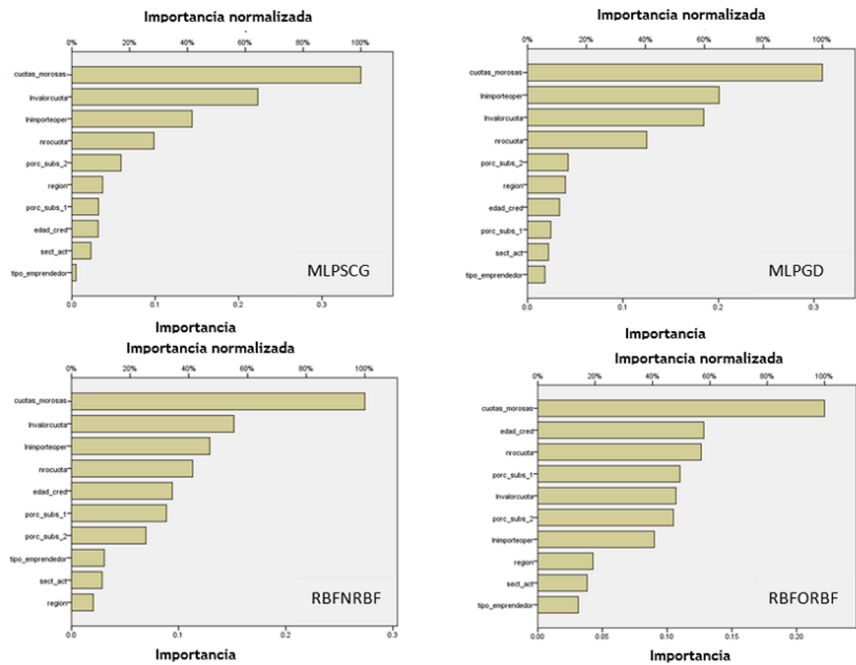 Importancia normalizada
0% 20% 40% 60% 80% 100%
cuotas_morosas
lnvalorcuota
lnimporteoper
nrocuota
porc_subs_2
region
porc_subs_1
edad_cred
sect_act
tipo_emprendedor
MLPSCG
0.0 0.1 0.2 0.3
Importancia
Importancia normalizada
0% 20% 40% 60% 80% 100%
cuotas_morosas
lnimporteoper
lnvalorcuota
nrocuota
porc_subs_2
region
edad_cred
porc_subs_1
sect_act
tipo_emprendedor
MLPGD
0.0 0.1 0.2 0.3
Importancia
Importancia normalizada
0% 20% 40% 60% 80% 100%
cuotas_morosas
lnvalorcuota
lnimporteoper
nrocuota
edad_cred
porc_subs_1
porc_subs_2
tipo_emprendedor
sect_act
region
RBFNRBF
0.0 0.1 0.2 0.3
Importancia
Importancia normalizada
0% 20% 40% 60% 80% 100%
cuotas_morosas
edad_cred
nrocuota
porc_subs_1
lnvalorcuota
porc_subs_2
lnimporteoper
region
sect_act
tipo_emprendedor
RBFORBF
0.00 0.05 0.10 0.15 0.20
Importancia